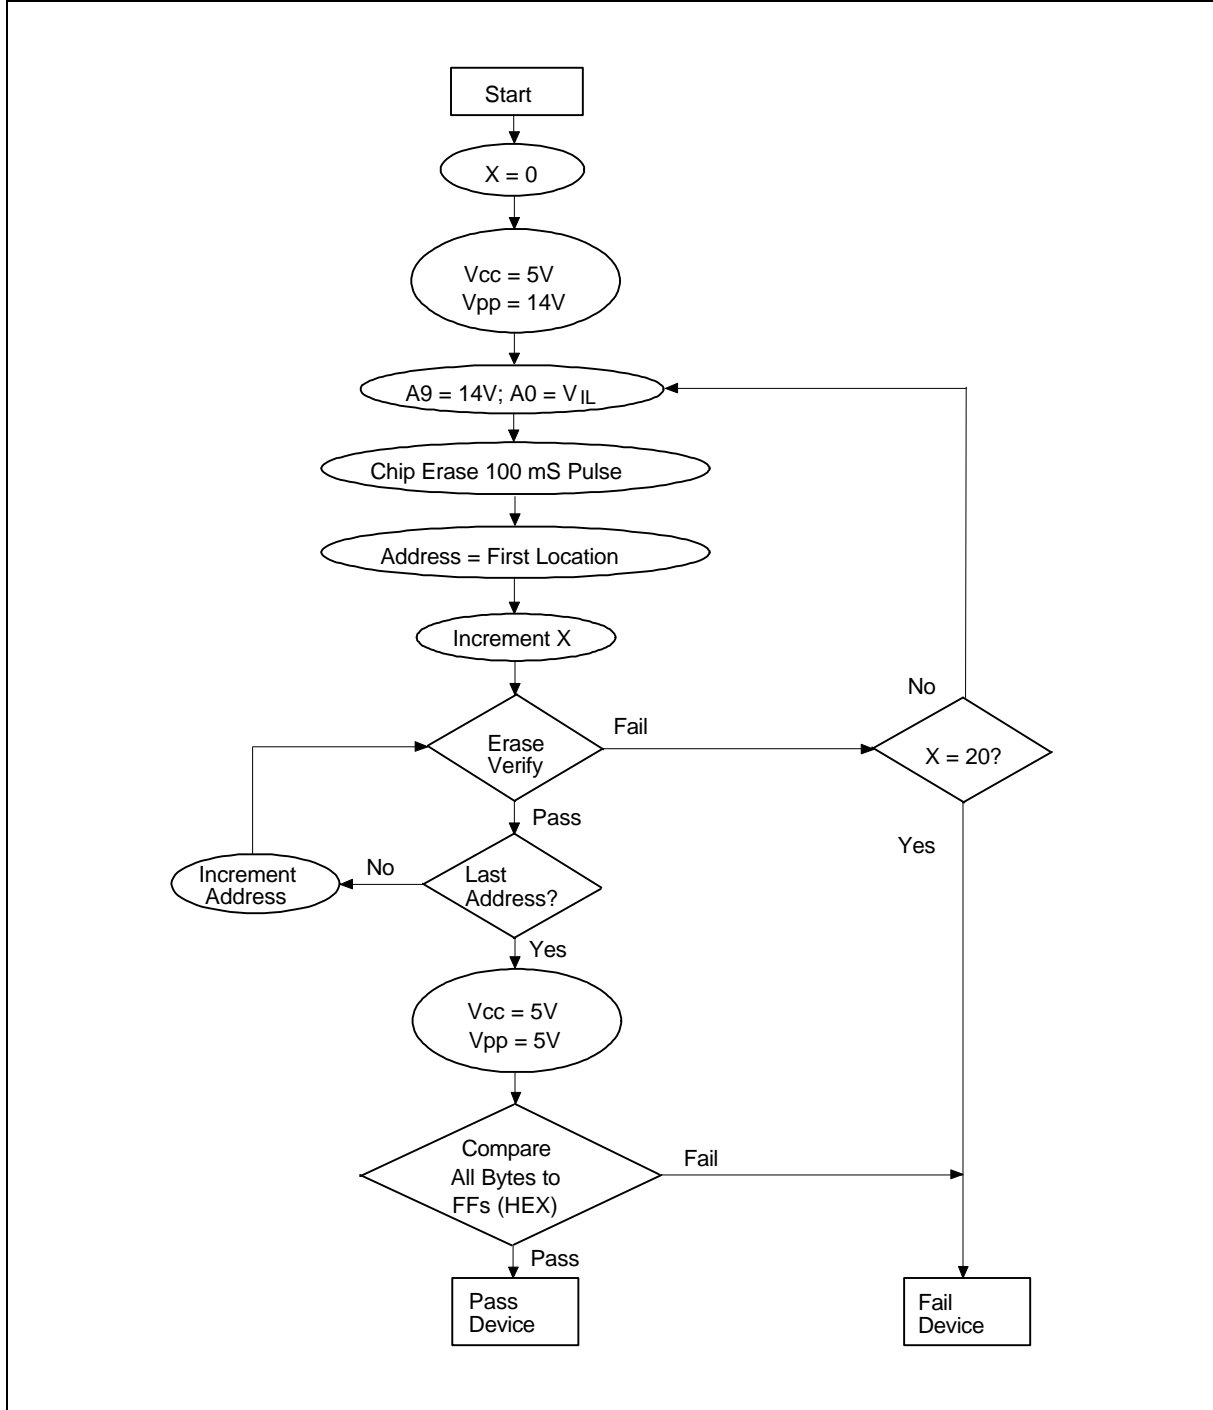 Start
X = 0
Vcc = 5V
Vpp = 14V
A9 = 14V; A0 = VIL
Chip Erase 100 mS Pulse
Address = First Location
Increment X
No
Fail
Erase
Verify
X = 20?
Pass
Yes
Increment
Address
No
Last
Address?
Yes
Vcc = 5V
Vpp = 5V
Compare
All Bytes to
FFs (HEX)
Fail
Pass
Pass
Device
Fail
Device